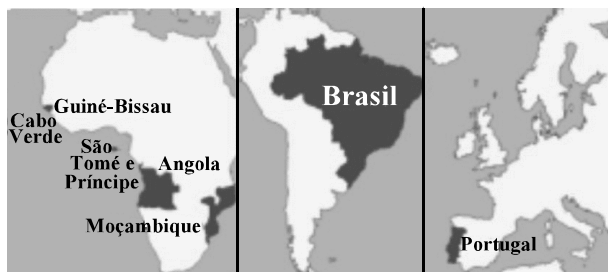 Guiné-Bissau
Cabo
Verde
São
Tomé e
Príncipe
Angola
Moçambique
Brasil
Portugal